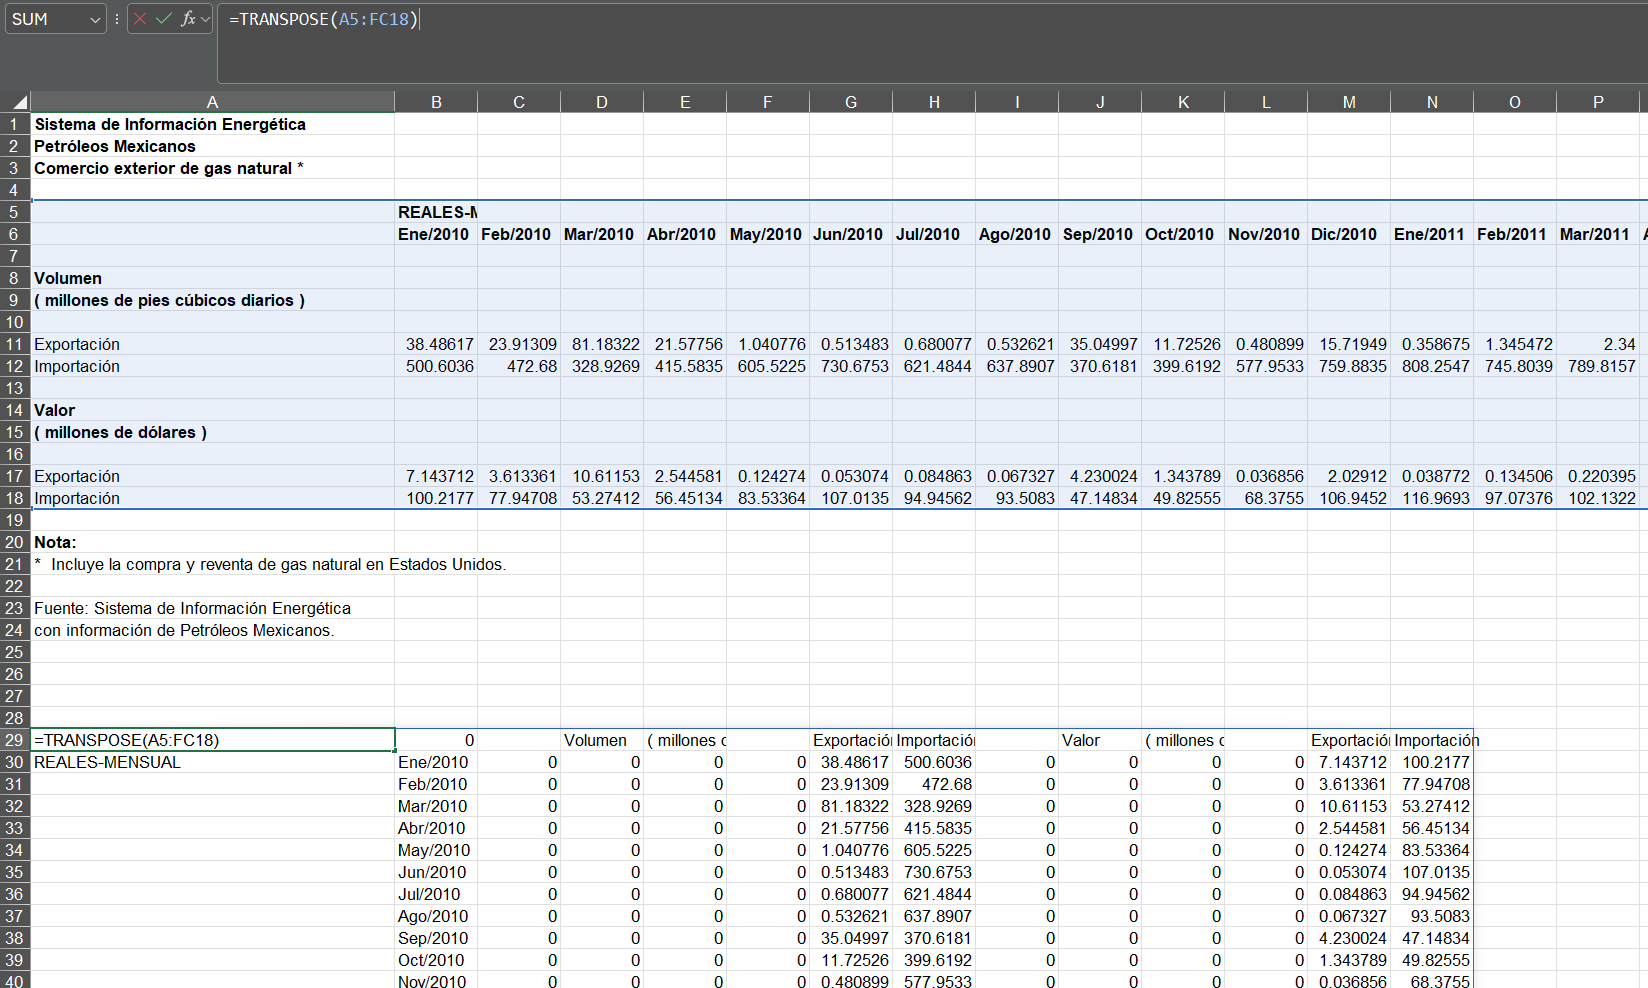 SUM fx =TRANSPOSE(A5:FC18)
A B C D E F G H I J K L M N O P
1 Sistema de Información Energética
2 Petróleos Mexicanos
3 Comercio exterior de gas natural *
4
5 REALES-M
6 Ene/2010 Feb/2010 Mar/2010 Abr/2010 May/2010 Jun/2010 Jul/2010 Ago/2010 Sep/2010 Oct/2010 Nov/2010 Dic/2010 Ene/2011 Feb/2011 Mar/2011
7
8 Volumen
9 ( millones de pies cúbicos diarios )
10
11 Exportación 38.48617 23.91309 81.18322 21.57756 1.040776 0.513483 0.680077 0.532621 35.04997 11.72526 0.480899 15.71949 0.358675 1.345472 2.34
12 Importación 500.6036 472.68 328.9269 415.5835 605.5225 730.6753 621.4844 637.8907 370.6181 399.6192 577.9533 759.8835 808.2547 745.8039 789.8157
13
14 Valor
15 ( millones de dólares )
16
17 Exportación 7.143712 3.613361 10.61153 2.544581 0.124274 0.053074 0.084863 0.067327 4.230024 1.343789 0.036856 2.02912 0.038772 0.134506 0.220395
18 Importación 100.2177 77.94708 53.27412 56.45134 83.53364 107.0135 94.94562 93.5083 47.14834 49.82555 68.3755 106.9452 116.9693 97.07376 102.1322
19
20 Nota:
21 * Incluye la compra y reventa de gas natural en Estados Unidos.
22
23 Fuente: Sistema de Información Energética
24 con información de Petróleos Mexicanos.
25
26
27
28
29 =TRANSPOSE(A5:FC18) 0 Volumen ( millones d Exportación Importación Valor ( millones d Exportación Importación
30 REALES-MENSUAL Ene/2010 0 0 0 0 38.48617 500.6036 0 0 0 0 7.143712 100.2177
31 Feb/2010 0 0 0 0 23.91309 472.68 0 0 0 0 3.613361 77.94708
32 Mar/2010 0 0 0 0 81.18322 328.9269 0 0 0 0 10.61153 53.27412
33 Abr/2010 0 0 0 0 21.57756 415.5835 0 0 0 0 2.544581 56.45134
34 May/2010 0 0 0 0 1.040776 605.5225 0 0 0 0 0.124274 83.53364
35 Jun/2010 0 0 0 0 0.513483 730.6753 0 0 0 0 0.053074 107.0135
36 Jul/2010 0 0 0 0 0.680077 621.4844 0 0 0 0 0.084863 94.94562
37 Ago/2010 0 0 0 0 0.532621 637.8907 0 0 0 0 0.067327 93.5083
38 Sep/2010 0 0 0 0 35.04997 370.6181 0 0 0 0 4.230024 47.14834
39 Oct/2010 0 0 0 0 11.72526 399.6192 0 0 0 0 1.343789 49.82555
40 Nov/2010 0 0 0 0 0.480899 577.9533 0 0 0 0 0.036856 68.3755